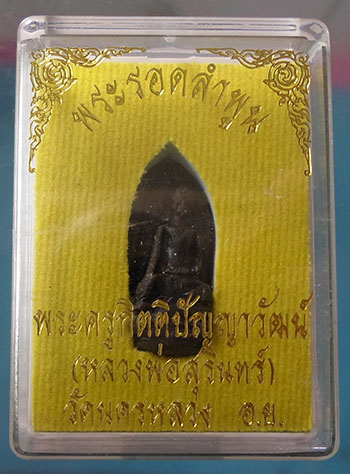 พระรอดลำพูน
พระครูกิตติปัญญาวัฒน์
(หลวงพ่อสุรินทร์)
วัดนครหลวง อ.ย.